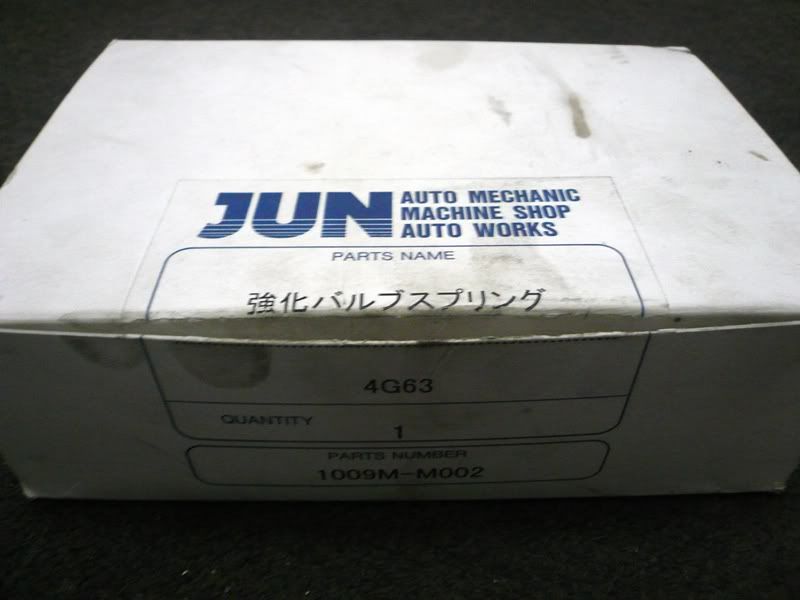 JUN
AUTO MECHANIC
MACHINE SHOP
AUTO WORKS
PARTS NAME
強化バルブスプリング
4G63
QUANTITY 1
PARTS NUMBER
1009M-M002